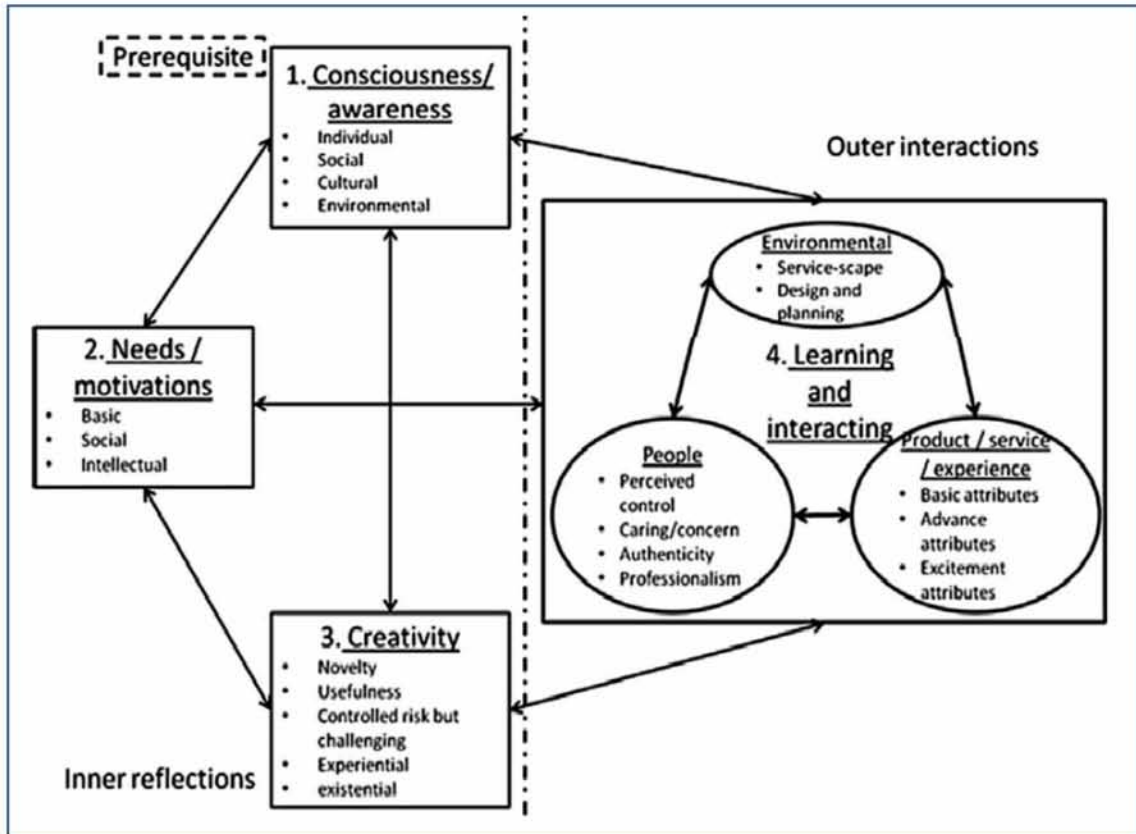 Prerequisite
1. Consciousness/
awareness
• Individual
• Social
• Cultural
• Environmental
Outer interactions
Environmental
• Service-scape
• Design and
planning
2. Needs /
motivations
• Basic
• Social
• Intellectual
4. Learning
and
interacting
People
• Perceived
control
• Caring/concern
• Authenticity
• Professionalism
Product / service
/ experience
• Basic attributes
• Advance
attributes
• Excitement
attributes
3. Creativity
• Novelty
• Usefulness
• Controlled risk but
challenging
• Experiential
• existential
Inner reflections